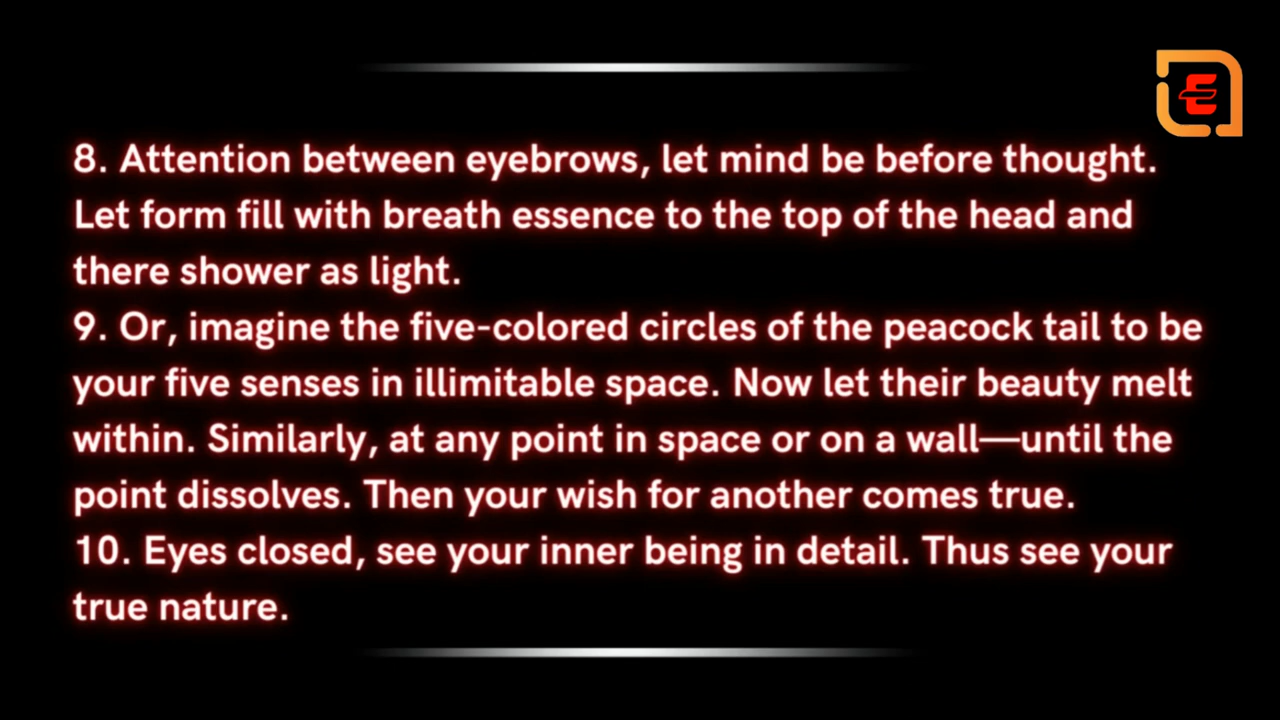 E
8. Attention between eyebrows, let mind be before thought.
Let form fill with breath essence to the top of the head and
there shower as light.
9. Or, imagine the five-colored circles of the peacock tail to be
your five senses in illimitable space. Now let their beauty melt
within. Similarly, at any point in space or on a wall—until the
point dissolves. Then your wish for another comes true.
10. Eyes closed, see your inner being in detail. Thus see your
true nature.